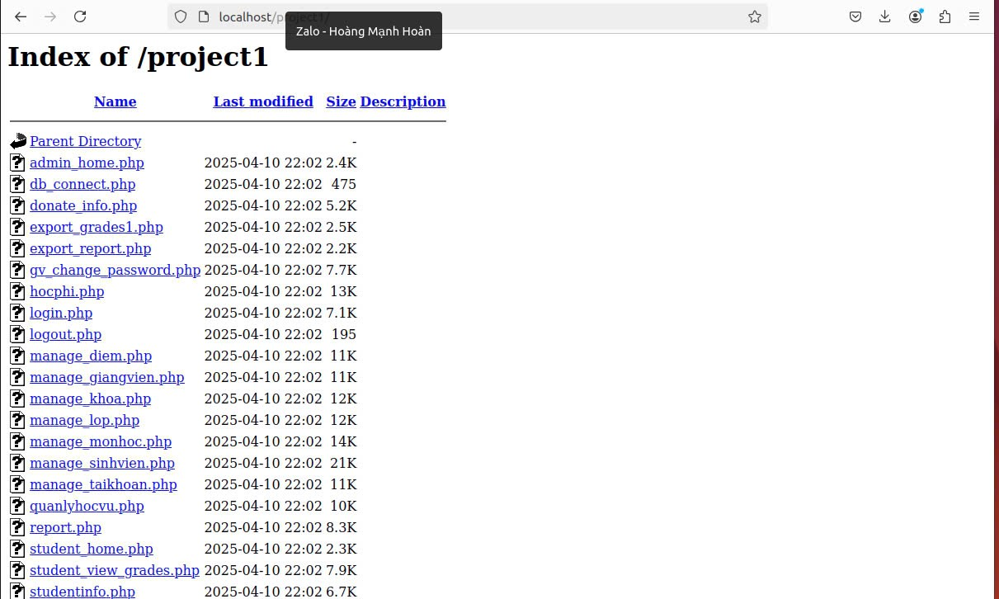 localhost/project1/
Zalo - Hoàng Mạnh Hoàn
Index of /project1
Name Last modified Size Description
Parent Directory -
admin_home.php 2025-04-10 22:02 2.4K
db_connect.php 2025-04-10 22:02 475
donate_info.php 2025-04-10 22:02 5.2K
export_grades1.php 2025-04-10 22:02 2.5K
export_report.php 2025-04-10 22:02 2.2K
gv_change_password.php 2025-04-10 22:02 7.7K
hocphi.php 2025-04-10 22:02 13K
login.php 2025-04-10 22:02 7.1K
logout.php 2025-04-10 22:02 195
manage_diem.php 2025-04-10 22:02 11K
manage_giangvien.php 2025-04-10 22:02 11K
manage_khoa.php 2025-04-10 22:02 12K
manage_lop.php 2025-04-10 22:02 12K
manage_monhoc.php 2025-04-10 22:02 14K
manage_sinhvien.php 2025-04-10 22:02 21K
manage_taikhoan.php 2025-04-10 22:02 11K
quanlyhocvu.php 2025-04-10 22:02 10K
report.php 2025-04-10 22:02 8.3K
student_home.php 2025-04-10 22:02 2.3K
student_view_grades.php 2025-04-10 22:02 7.9K
studentinfo.php 2025-04-10 22:02 6.7K